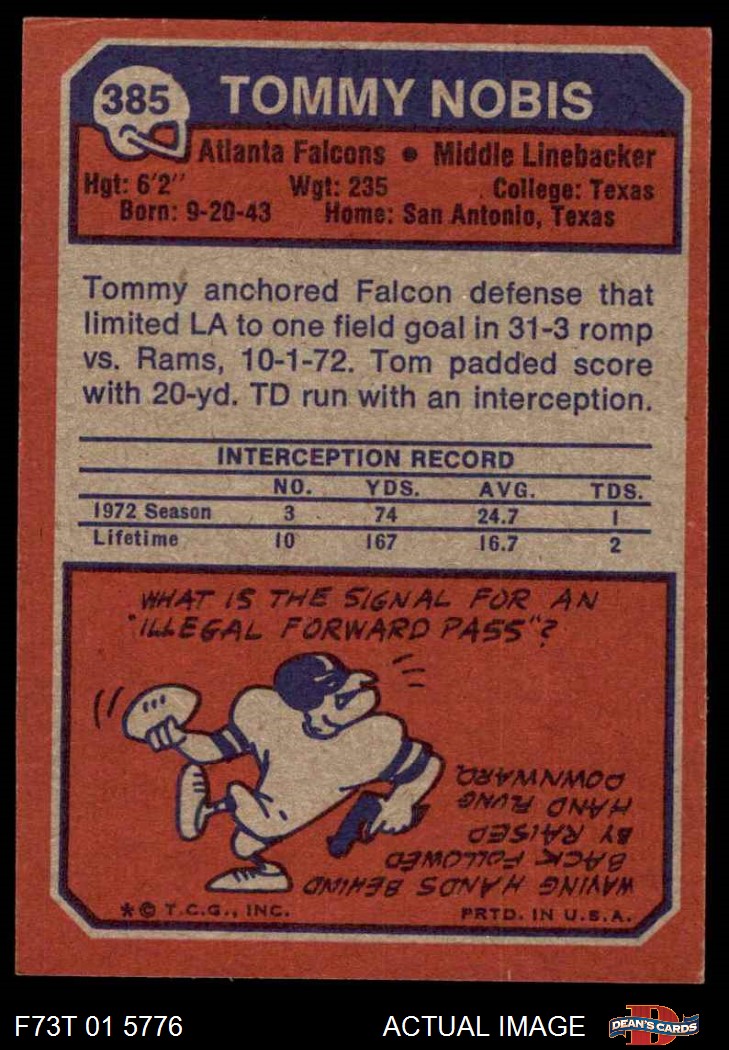 385
TOMMY NOBIS
Atlanta Falcons • Middle Linebacker
Hgt: 6'2" Wgt: 235 College: Texas
Born: 9-20-43 Home: San Antonio, Texas
Tommy anchored Falcon defense that
limited LA to one field goal in 31-3 romp
vs. Rams, 10-1-72. Tom padded score
with 20-yd. TD run with an interception.
INTERCEPTION RECORD
NO. YDS. AVG. TDS.
1972 Season 3 74 24.7 1
Lifetime 10 167 16.7 2
WHAT IS THE SIGNAL FOR AN
"ILLEGAL FORWARD PASS"?
WAVING HANDS BEHIND
BACK FOLLOWED
BY RAISED
HAND FLUNG
DOWNWARD.
*© T.C.G., INC. PRTD. IN U.S.A.
F73T 01 5776 ACTUAL IMAGE
D
DEAN'S CARDS